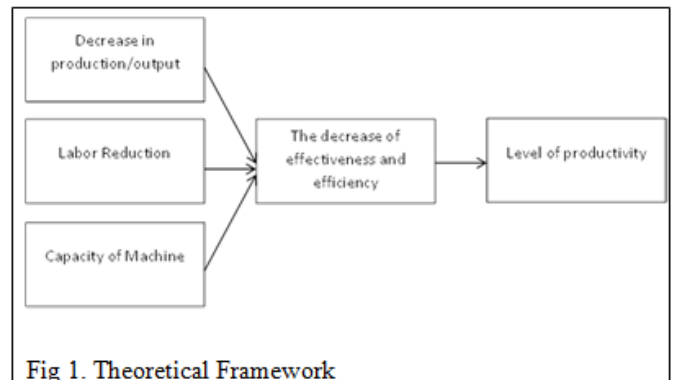 Decrease in
production/output
Labor Reduction
Capacity of Machine
The decrease of
effectiveness and
efficiency
Level of productivity
Fig 1. Theoretical Framework